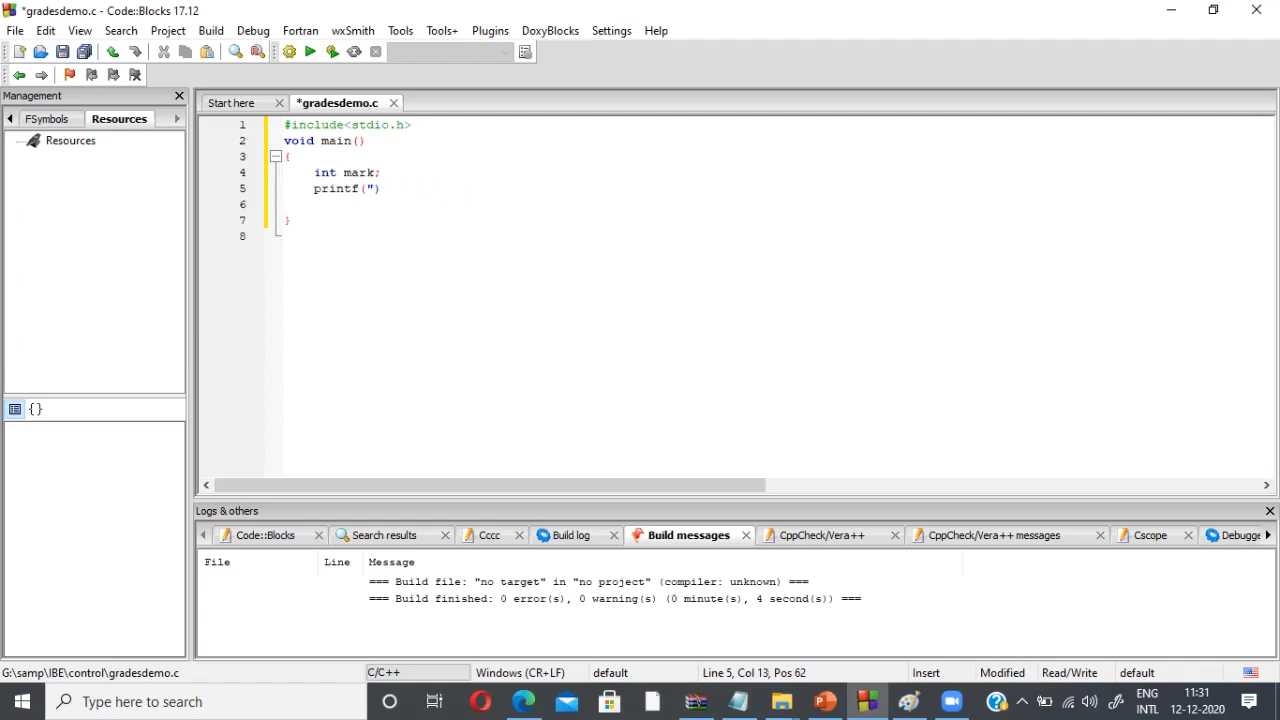 *gradesdemo.c - Code::Blocks 17.12
File Edit View Search Project Build Debug Fortran wxSmith Tools Tools+ Plugins DoxyBlocks Settings Help
Management
FSymbols Resources
Resources
{}
Start here *gradesdemo.c
1 #include<stdio.h>
2 void main()
3 {
4 int mark;
5 printf(")
6
7 }
8
Logs & others
Code::Blocks Search results Cccc Build log Build messages CppCheck/Vera++ CppCheck/Vera++ messages Cscope Debugge
File Line Message
=== Build file: "no target" in "no project" (compiler: unknown) ===
=== Build finished: 0 error(s), 0 warning(s) (0 minute(s), 4 second(s)) ===
G:\samp\IBE\control\gradesdemo.c C/C++ Windows (CR+LF) default Line 5, Col 13, Pos 62 Insert Modified Read/Write default
Type here to search
ENG
INTL
11:31
12-12-2020